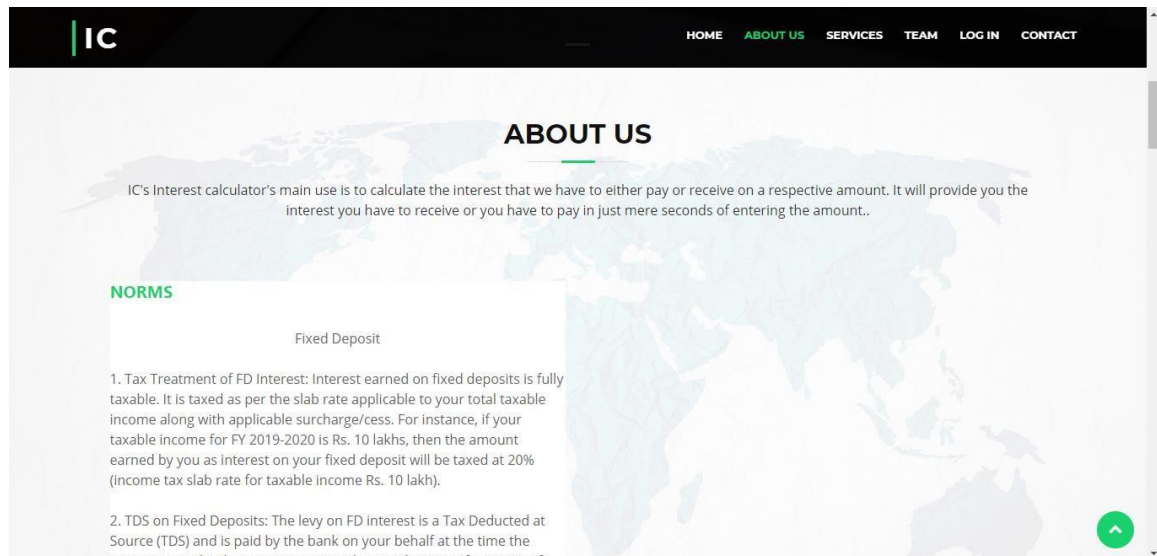 IC
HOME ABOUT US SERVICES TEAM LOG IN CONTACT
ABOUT US
IC's Interest calculator's main use is to calculate the interest that we have to either pay or receive on a respective amount. It will provide you the
interest you have to receive or you have to pay in just mere seconds of entering the amount..
NORMS
Fixed Deposit
1. Tax Treatment of FD Interest: Interest earned on fixed deposits is fully
taxable. It is taxed as per the slab rate applicable to your total taxable
income along with applicable surcharge/cess. For instance, if your
taxable income for FY 2019-2020 is Rs. 10 lakhs, then the amount
earned by you as interest on your fixed deposit will be taxed at 20%
(income tax slab rate for taxable income Rs. 10 lakh).
2. TDS on Fixed Deposits: The levy on FD interest is a Tax Deducted at
Source (TDS) and is paid by the bank on your behalf at the time the